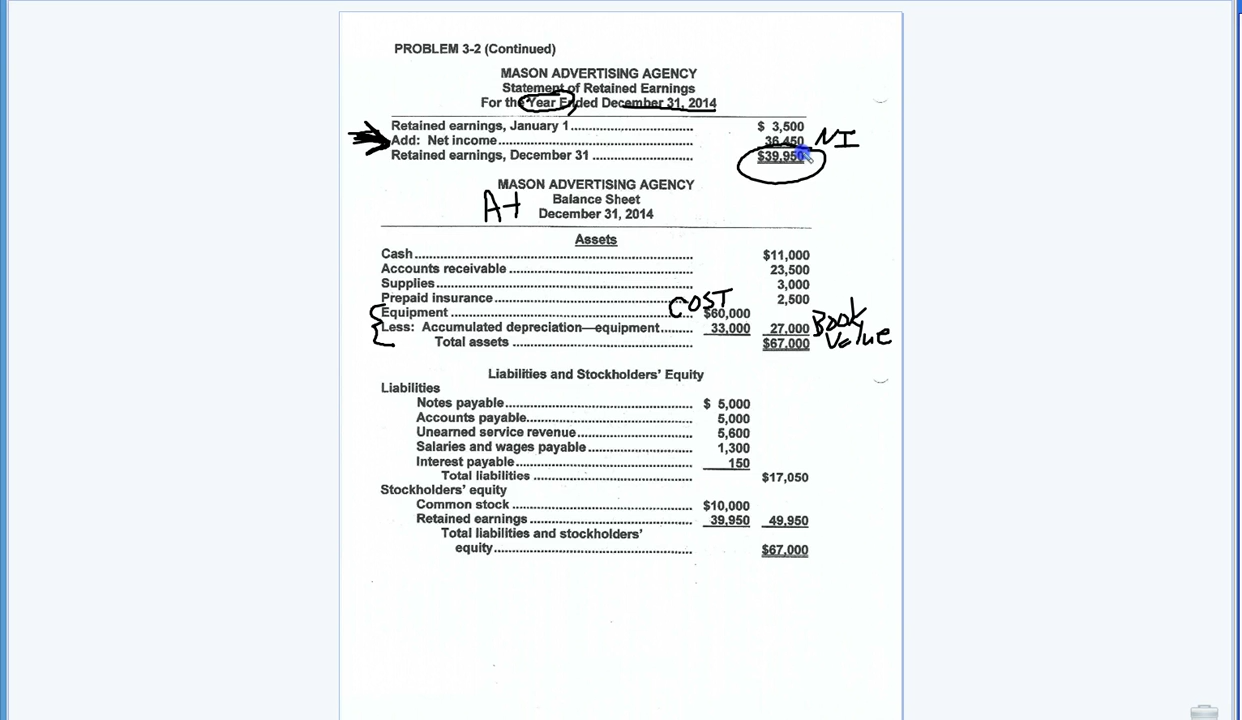 PROBLEM 3-2 (Continued)
MASON ADVERTISING AGENCY
Statement of Retained Earnings
For the Year Ended December 31, 2014
Retained earnings, January 1 $ 3,500
Add: Net income 36,450 NI
Retained earnings, December 31 $39,950
MASON ADVERTISING AGENCY
At Balance Sheet
December 31, 2014
Assets
Cash $11,000
Accounts receivable 23,500
Supplies 3,000
Prepaid insurance 2,500
COST
Equipment $60,000
Less: Accumulated depreciation—equipment 33,000 27,000 Book Value
Total assets $67,000
Liabilities and Stockholders' Equity
Liabilities
Notes payable $ 5,000
Accounts payable 5,000
Unearned service revenue 5,600
Salaries and wages payable 1,300
Interest payable 150
Total liabilities $17,050
Stockholders' equity
Common stock $10,000
Retained earnings 39,950 49,950
Total liabilities and stockholders'
equity $67,000